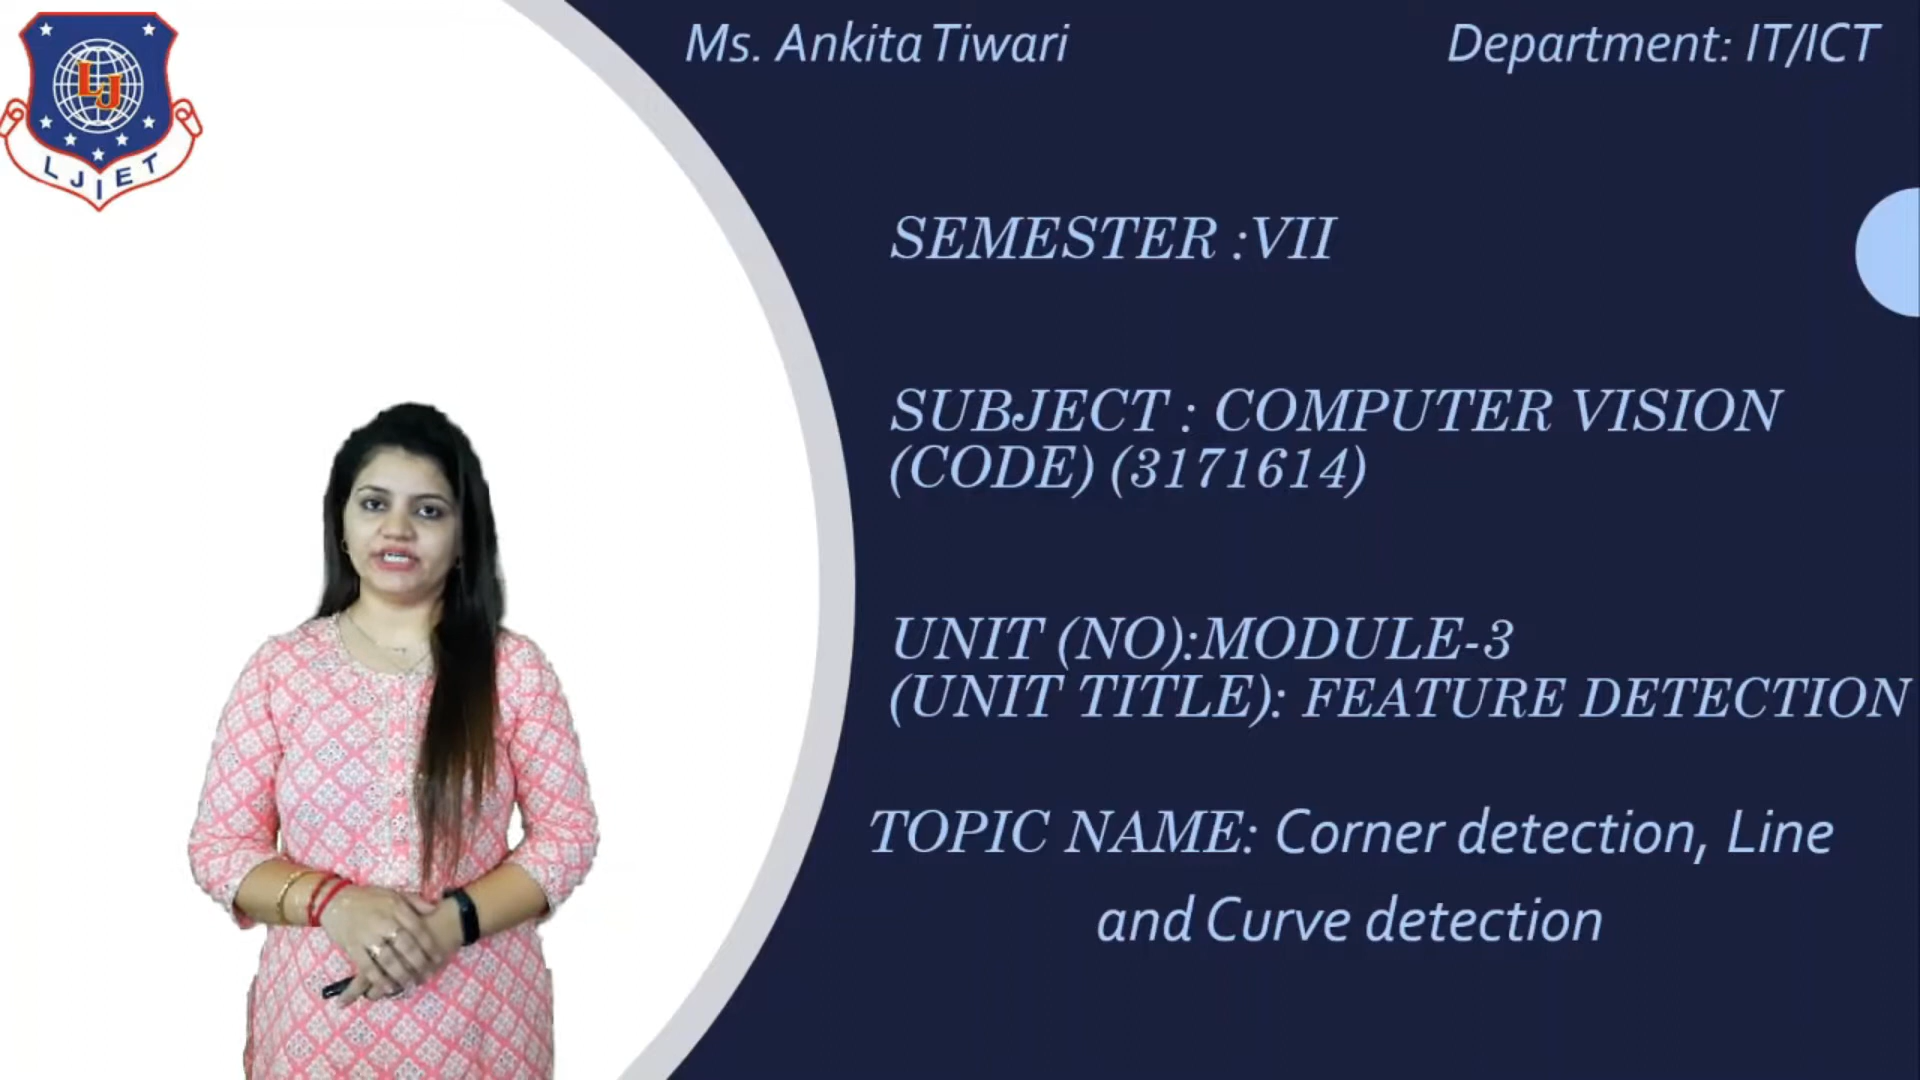 LJ
LJIET
Ms. Ankita Tiwari
Department: IT/ICT
SEMESTER :VII
SUBJECT : COMPUTER VISION
(CODE) (3171614)
UNIT (NO):MODULE-3
(UNIT TITLE): FEATURE DETECTION
TOPIC NAME: Corner detection, Line
and Curve detection